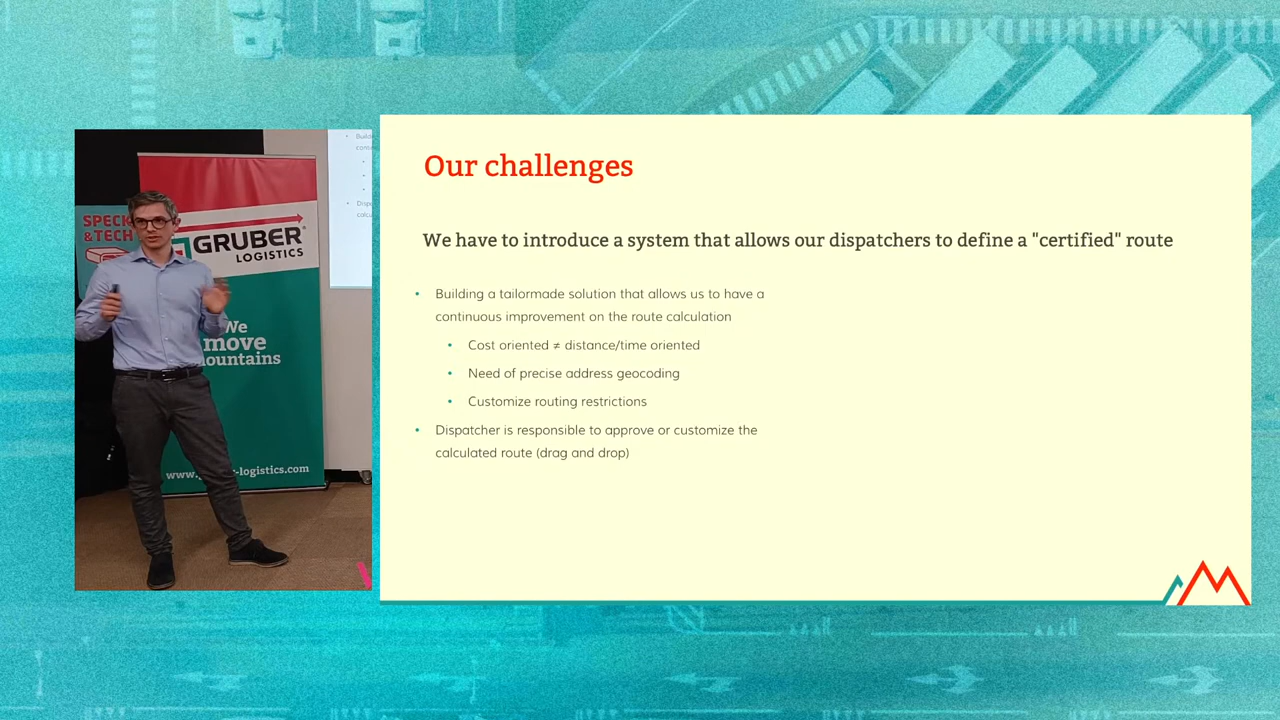 SPECK
&TECH
GRUBER
LOGISTICS
We
move
mountains
www.
-logistics.com
Our challenges
We have to introduce a system that allows our dispatchers to define a "certified" route
• Building a tailormade solution that allows us to have a
continuous improvement on the route calculation
• Cost oriented ≠ distance/time oriented
• Need of precise address geocoding
• Customize routing restrictions
• Dispatcher is responsible to approve or customize the
calculated route (drag and drop)